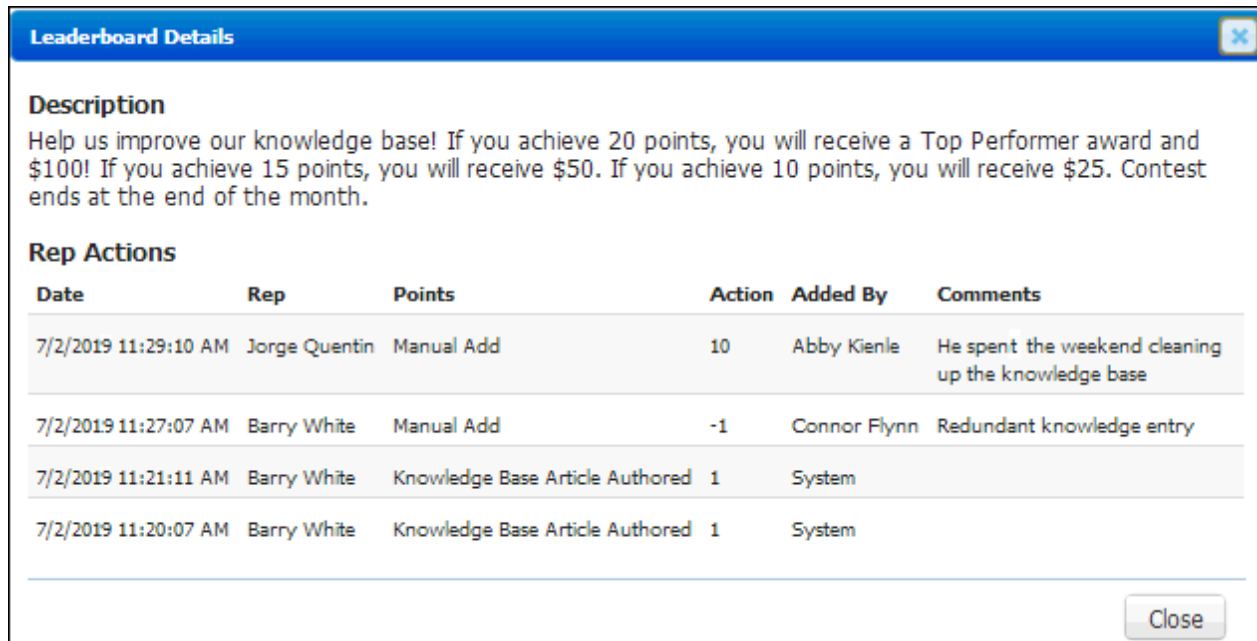 Leaderboard Details
Description
Help us improve our knowledge base! If you achieve 20 points, you will receive a Top Performer award and
$100! If you achieve 15 points, you will receive $50. If you achieve 10 points, you will receive $25. Contest
ends at the end of the month.
Rep Actions
Date Rep Points Action Added By Comments
7/2/2019 11:29:10 AM Jorge Quentin Manual Add 10 Abby Kienle He spent the weekend cleaning
up the knowledge base
7/2/2019 11:27:07 AM Barry White Manual Add -1 Connor Flynn Redundant knowledge entry
7/2/2019 11:21:11 AM Barry White Knowledge Base Article Authored 1 System
7/2/2019 11:20:07 AM Barry White Knowledge Base Article Authored 1 System
Close